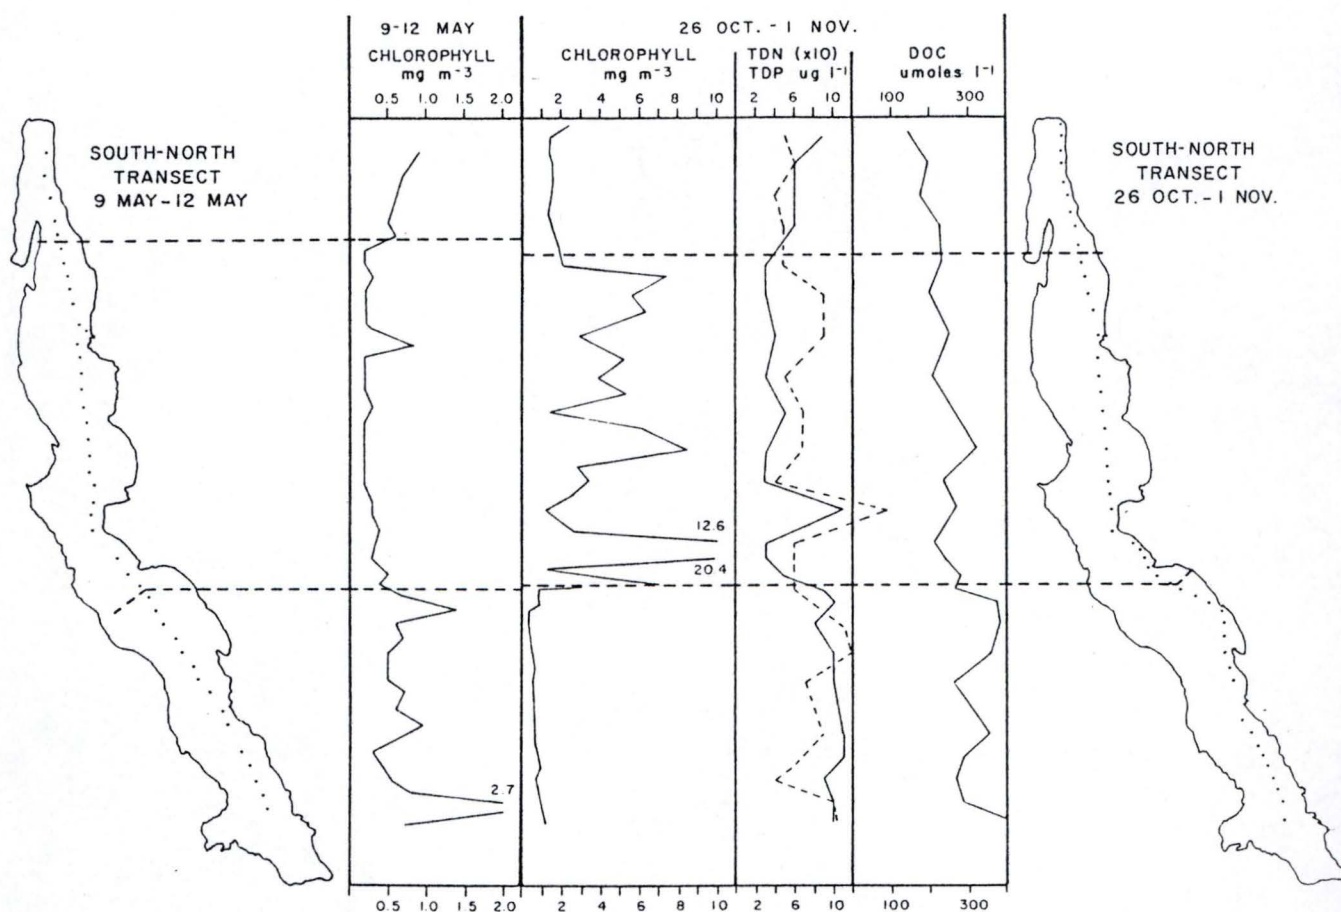 9-12 MAY
CHLOROPHYLL
mg m⁻³
0.5 1.0 1.5 2.0
26 OCT. - 1 NOV.
CHLOROPHYLL
mg m⁻³
2 4 6 8 10
TDN (x10)
TDP ug l⁻¹
2 6 10
DOC
umoles l⁻¹
100 300
SOUTH-NORTH
TRANSECT
9 MAY-12 MAY
SOUTH-NORTH
TRANSECT
26 OCT.-1 NOV.
12.6
20.4
2.7
0.5 1.0 1.5 2.0
2 4 6 8 10
2 6 10
100 300